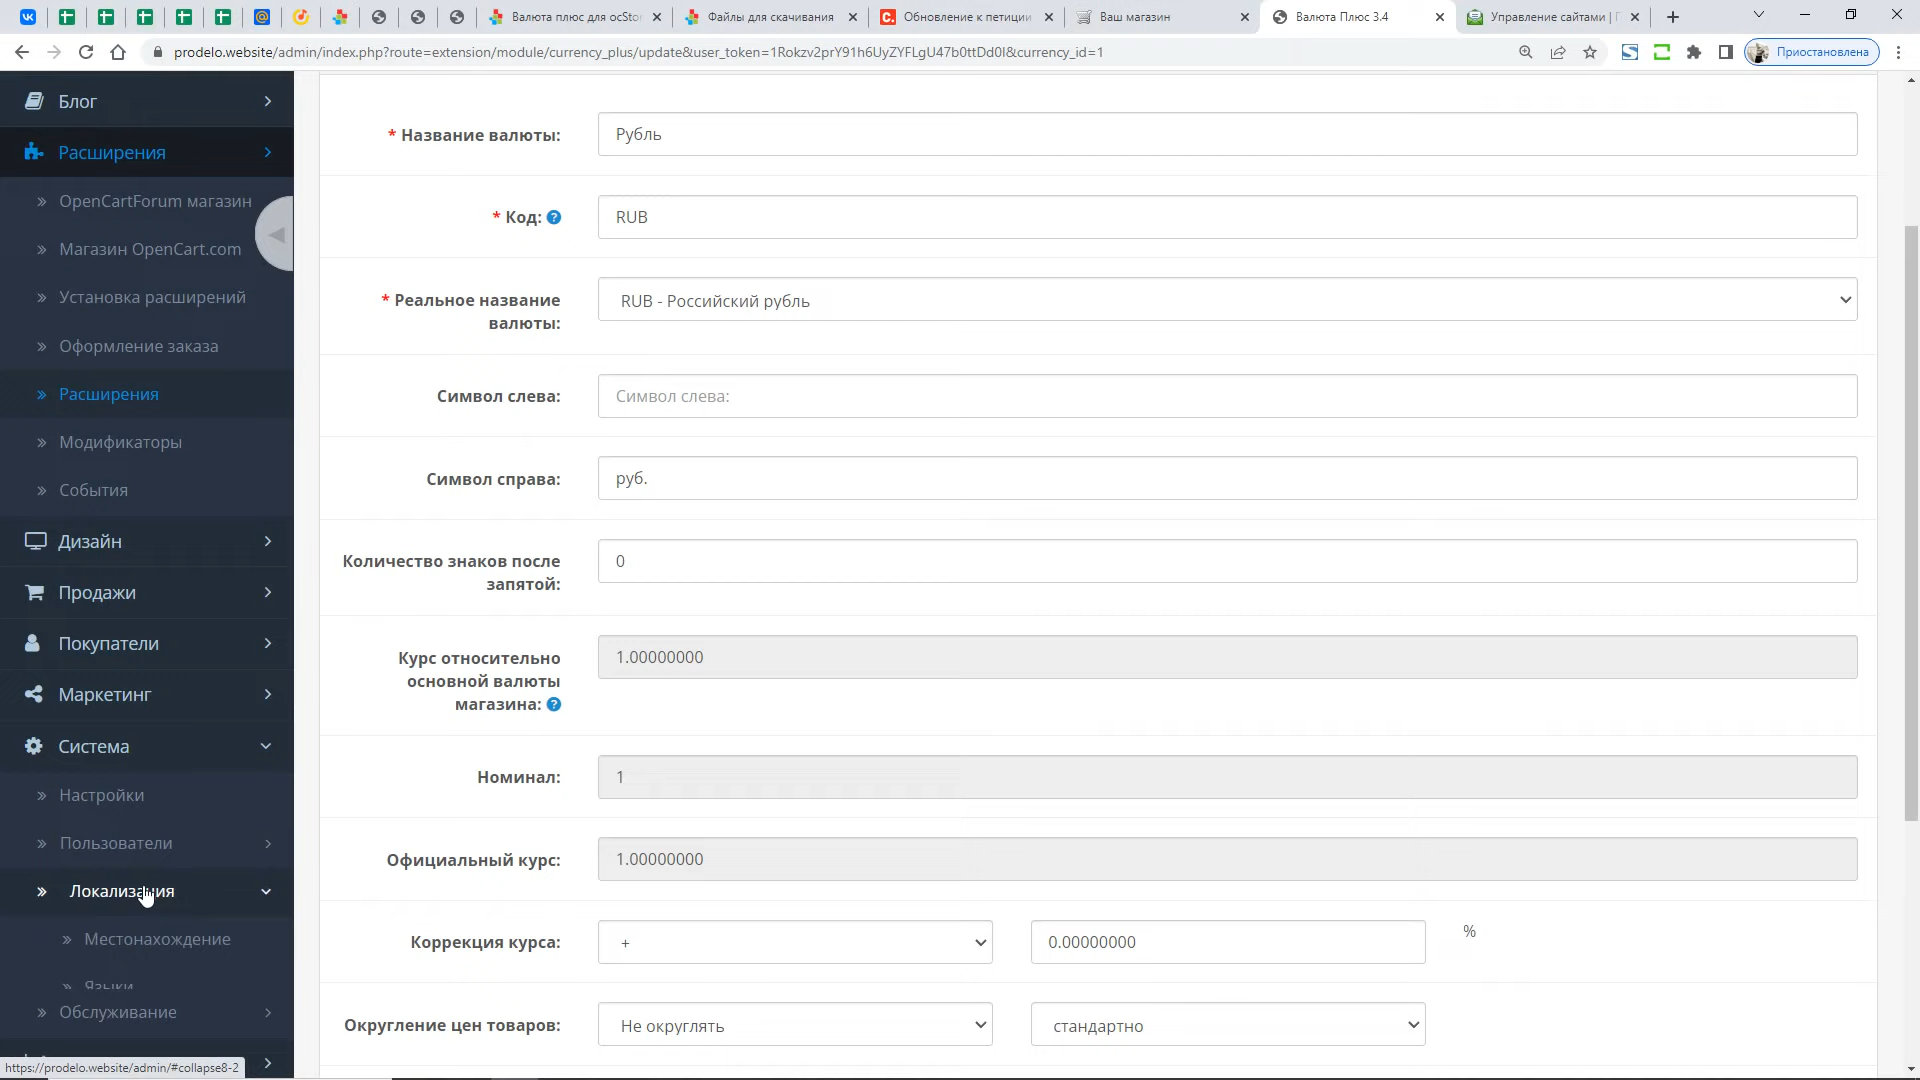 Валюта плюс для ocSto
Файлы для скачивания
Обновление к петиции
Ваш магазин
Валюта Плюс 3.4
Управление сайтами | Г
prodelo.website/admin/index.php?route=extension/module/currency_plus/update&user_token=1Rokzv2prY91h6UyZYFLgU47b0ttDd0I&currency_id=1
Приостановлена
Блог
Расширения
OpenCartForum магазин
Магазин OpenCart.com
Установка расширений
Оформление заказа
Расширения
Модификаторы
События
Дизайн
Продажи
Покупатели
Маркетинг
Система
Настройки
Пользователи
Локализация
Местонахождение
Языки
Обслуживание
https://prodelo.website/admin/#collapse8-2
* Название валюты:
Рубль
* Код: ?
RUB
* Реальное название
валюты:
RUB - Российский рубль
Символ слева:
Символ слева:
Символ справа:
руб.
Количество знаков после
запятой:
0
Курс относительно
основной валюты
магазина: ?
1.00000000
Номинал:
1
Официальный курс:
1.00000000
Коррекция курса:
+
0.00000000
%
Округление цен товаров:
Не округлять
стандартно